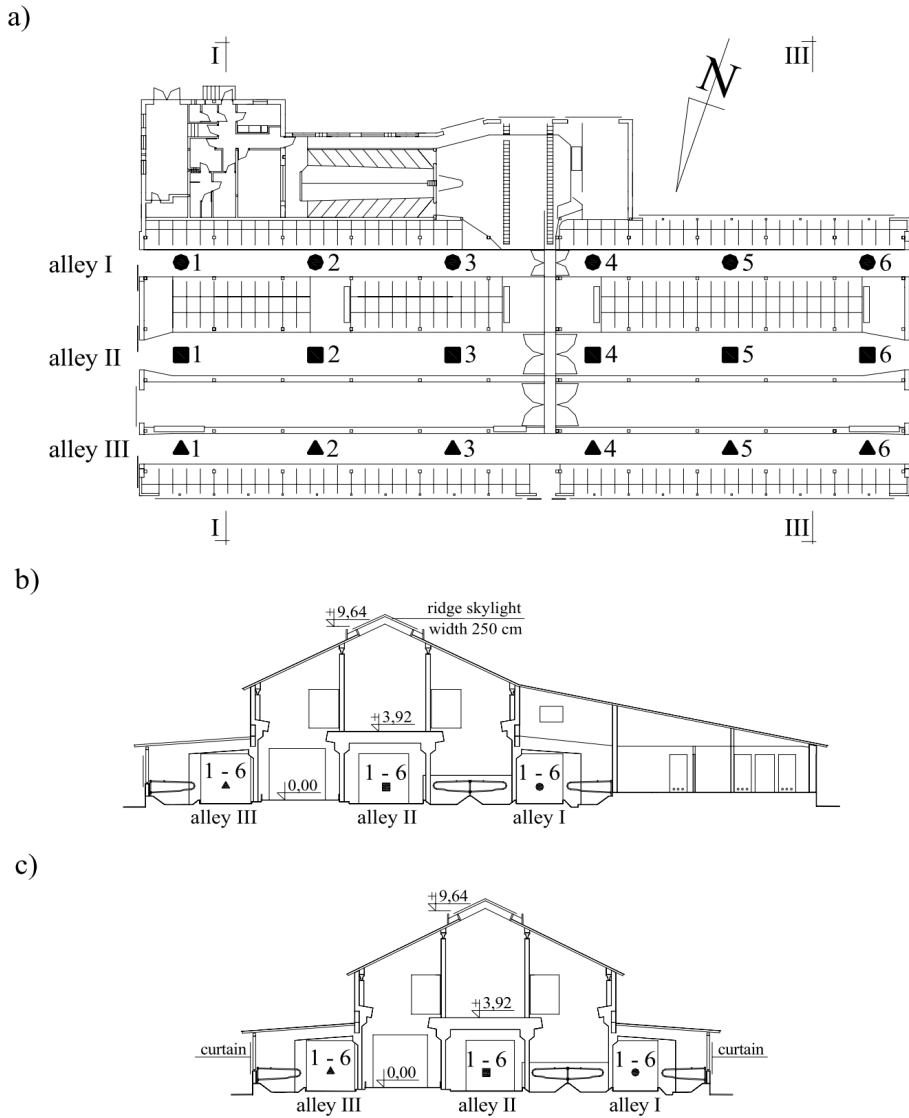 a)
I III
N
alley I 1 2 3 4 5 6
alley II 1 2 3 4 5 6
alley III 1 2 3 4 5 6
I III
b)
+9,64 ridge skylight
width 250 cm
+3,92
1 - 6 0,00 1 - 6 1 - 6
alley III alley II alley I
c)
+9,64
+3,92
curtain 1 - 6 0,00 1 - 6 1 - 6 curtain
alley III alley II alley I